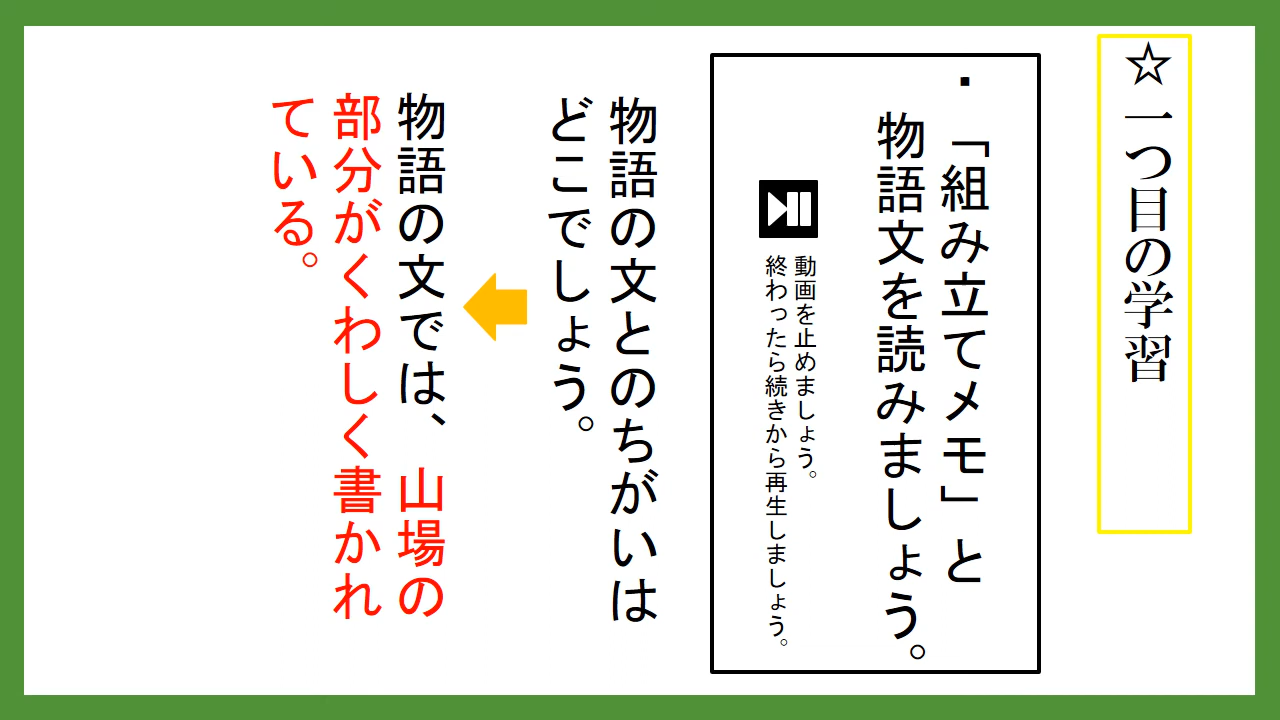 ☆一つ目の学習
・「組み立てメモ」と
物語文を読みましょう。
動画を止めましょう。
終わったら続きから再生しましょう。
物語の文とのちがいは
どこでしょう。
物語の文では、山場の
部分がくわしく書かれ
ている。